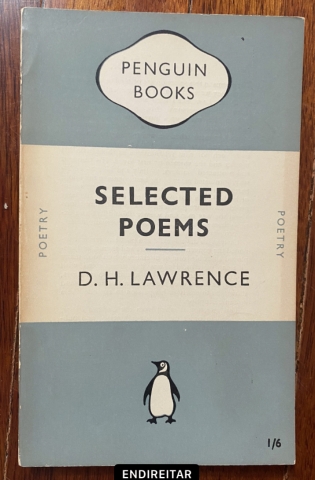 PENGUIN
BOOKS
SELECTED
POEMS
POETRY
POETRY
D. H. LAWRENCE
1/6
ENDIREITAR